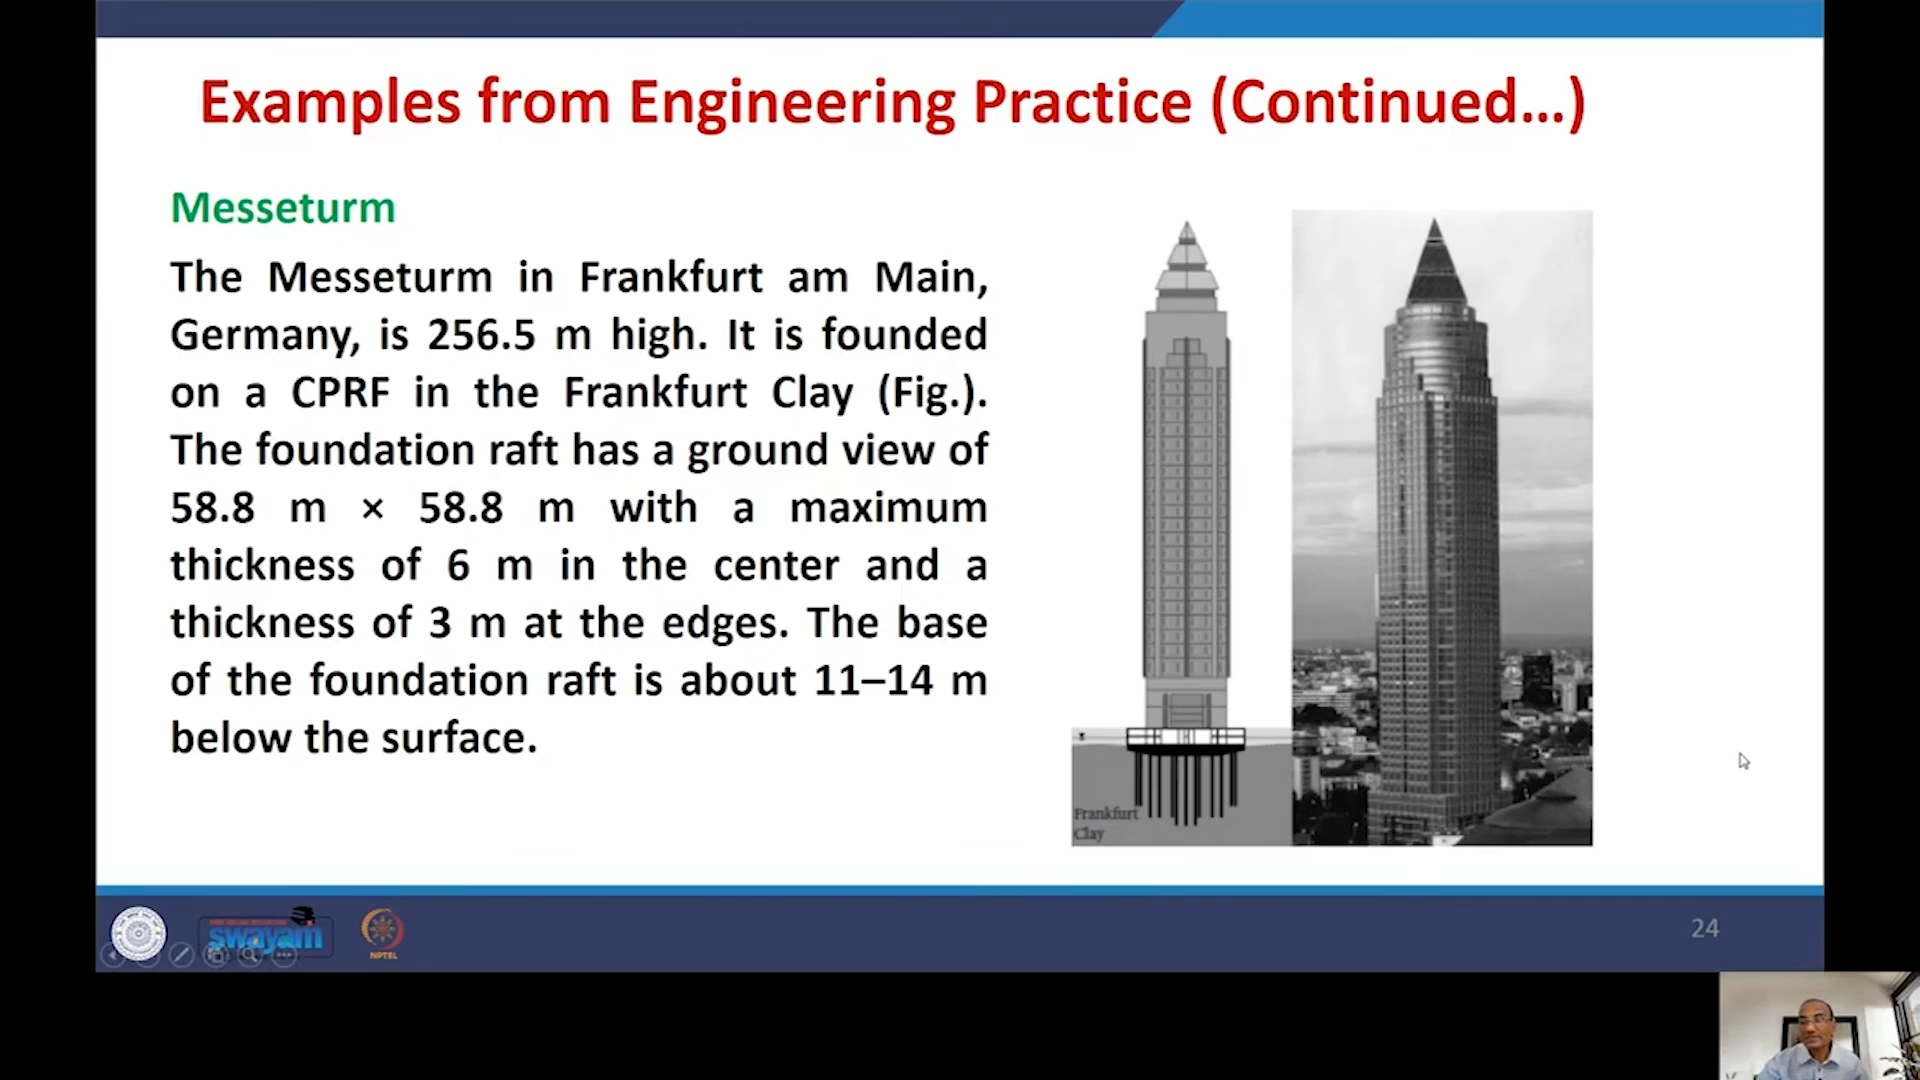 Examples from Engineering Practice (Continued…)
Messeturm
The Messeturm in Frankfurt am Main,
Germany, is 256.5 m high. It is founded
on a CPRF in the Frankfurt Clay (Fig.).
The foundation raft has a ground view of
58.8 m × 58.8 m with a maximum
thickness of 6 m in the center and a
thickness of 3 m at the edges. The base
of the foundation raft is about 11–14 m
below the surface.
Frankfurt
Clay
swayam
NPTEL
24